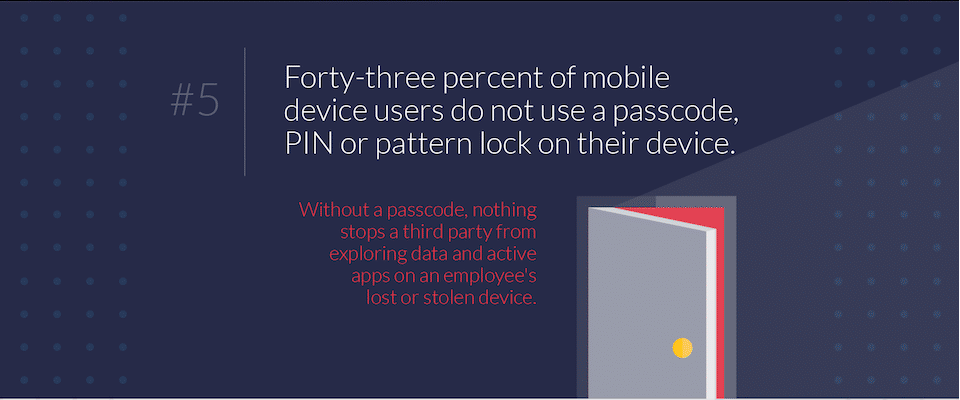 #5
Forty-three percent of mobile
device users do not use a passcode,
PIN or pattern lock on their device.
Without a passcode, nothing
stops a third party from
exploring data and active
apps on an employee's
lost or stolen device.